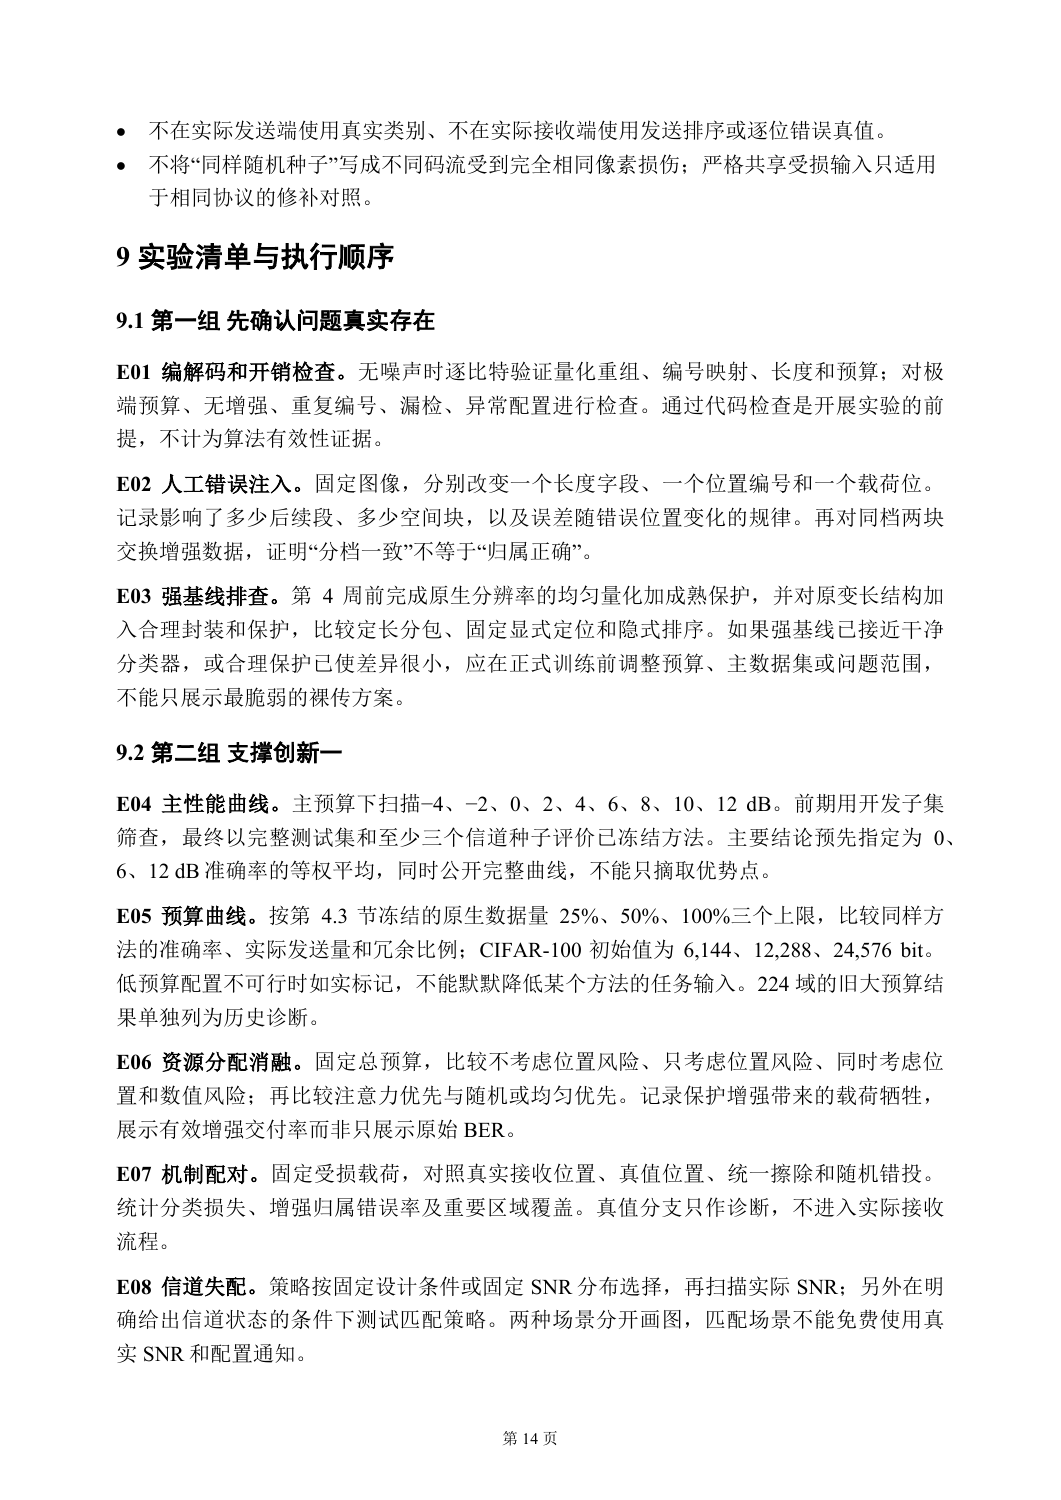 • 不在实际发送端使用真实类别、不在实际接收端使用发送排序或逐位错误真值。
• 不将“同样随机种子”写成不同码流受到完全相同像素损伤；严格共享受损输入只适用
于相同协议的修补对照。
9 实验清单与执行顺序
9.1 第一组 先确认问题真实存在
E01 编解码和开销检查。无噪声时逐比特验证量化重组、编号映射、长度和预算；对极
端预算、无增强、重复编号、漏检、异常配置进行检查。通过代码检查是开展实验的前
提，不计为算法有效性证据。
E02 人工错误注入。固定图像，分别改变一个长度字段、一个位置编号和一个载荷位。
记录影响了多少后续段、多少空间块，以及误差随错误位置变化的规律。再对同档两块
交换增强数据，证明“分档一致”不等于“归属正确”。
E03 强基线排查。第 4 周前完成原生分辨率的均匀量化加成熟保护，并对原变长结构加
入合理封装和保护，比较定长分包、固定显式定位和隐式排序。如果强基线已接近干净
分类器，或合理保护已使差异很小，应在正式训练前调整预算、主数据集或问题范围，
不能只展示最脆弱的裸传方案。
9.2 第二组 支撑创新一
E04 主性能曲线。主预算下扫描−4、−2、0、2、4、6、8、10、12 dB。前期用开发子集
筛查，最终以完整测试集和至少三个信道种子评价已冻结方法。主要结论预先指定为 0、
6、12 dB 准确率的等权平均，同时公开完整曲线，不能只摘取优势点。
E05 预算曲线。按第 4.3 节冻结的原生数据量 25%、50%、100%三个上限，比较同样方
法的准确率、实际发送量和冗余比例；CIFAR-100 初始值为 6,144、12,288、24,576 bit。
低预算配置不可行时如实标记，不能默默降低某个方法的任务输入。224 域的旧大预算结
果单独列为历史诊断。
E06 资源分配消融。固定总预算，比较不考虑位置风险、只考虑位置风险、同时考虑位
置和数值风险；再比较注意力优先与随机或均匀优先。记录保护增强带来的载荷牺牲，
展示有效增强交付率而非只展示原始 BER。
E07 机制配对。固定受损载荷，对照真实接收位置、真值位置、统一擦除和随机错投。
统计分类损失、增强归属错误率及重要区域覆盖。真值分支只作诊断，不进入实际接收
流程。
E08 信道失配。策略按固定设计条件或固定 SNR 分布选择，再扫描实际 SNR；另外在明
确给出信道状态的条件下测试匹配策略。两种场景分开画图，匹配场景不能免费使用真
实 SNR 和配置通知。
第 14 页